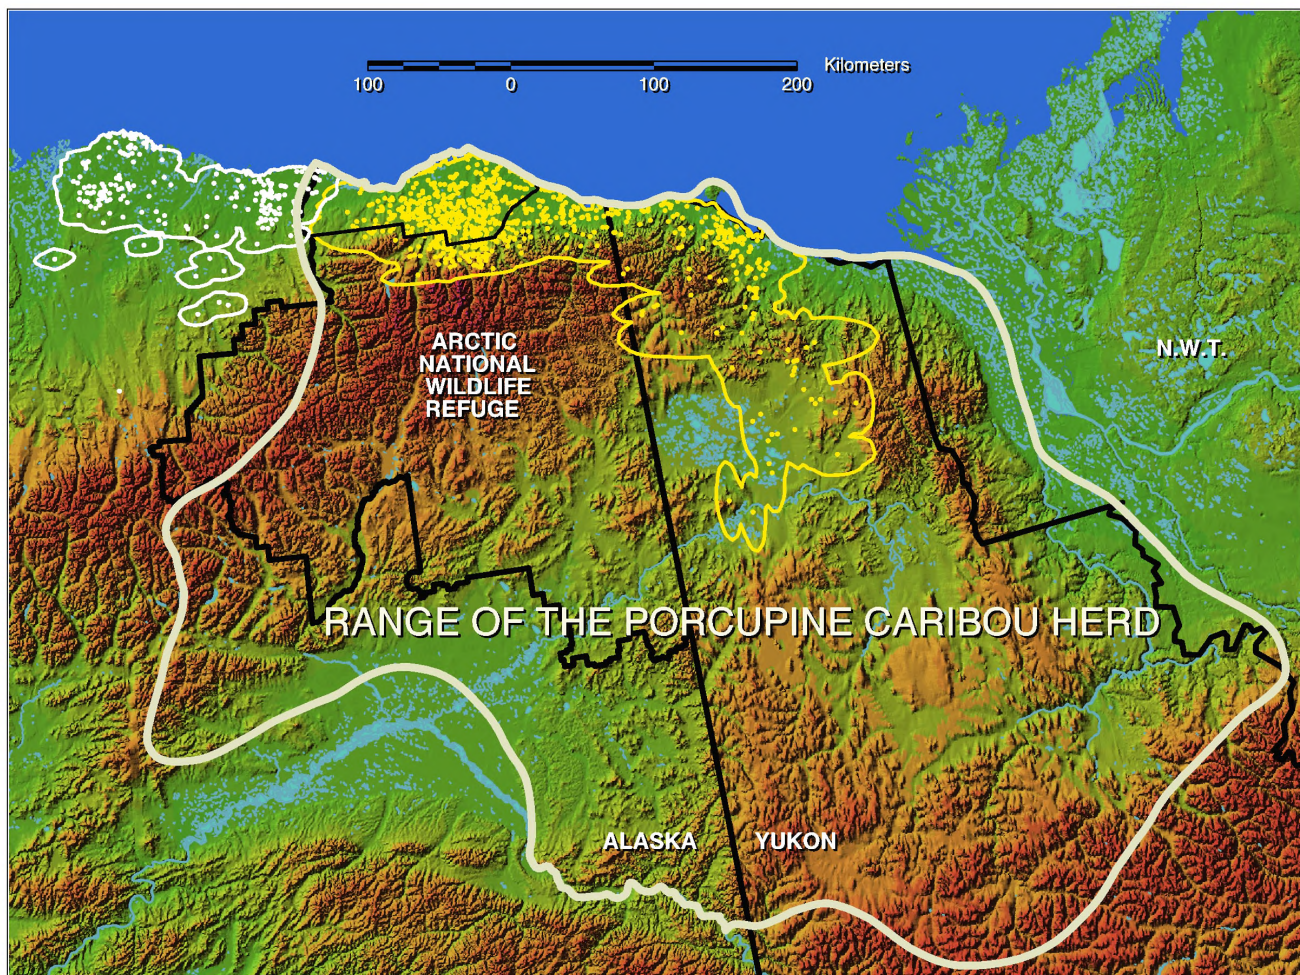 Kilometers
100 0 100 200
ARCTIC
NATIONAL
WILDLIFE
REFUGE
N.W.T.
RANGE OF THE PORCUPINE CARIBOU HERD
ALASKA YUKON